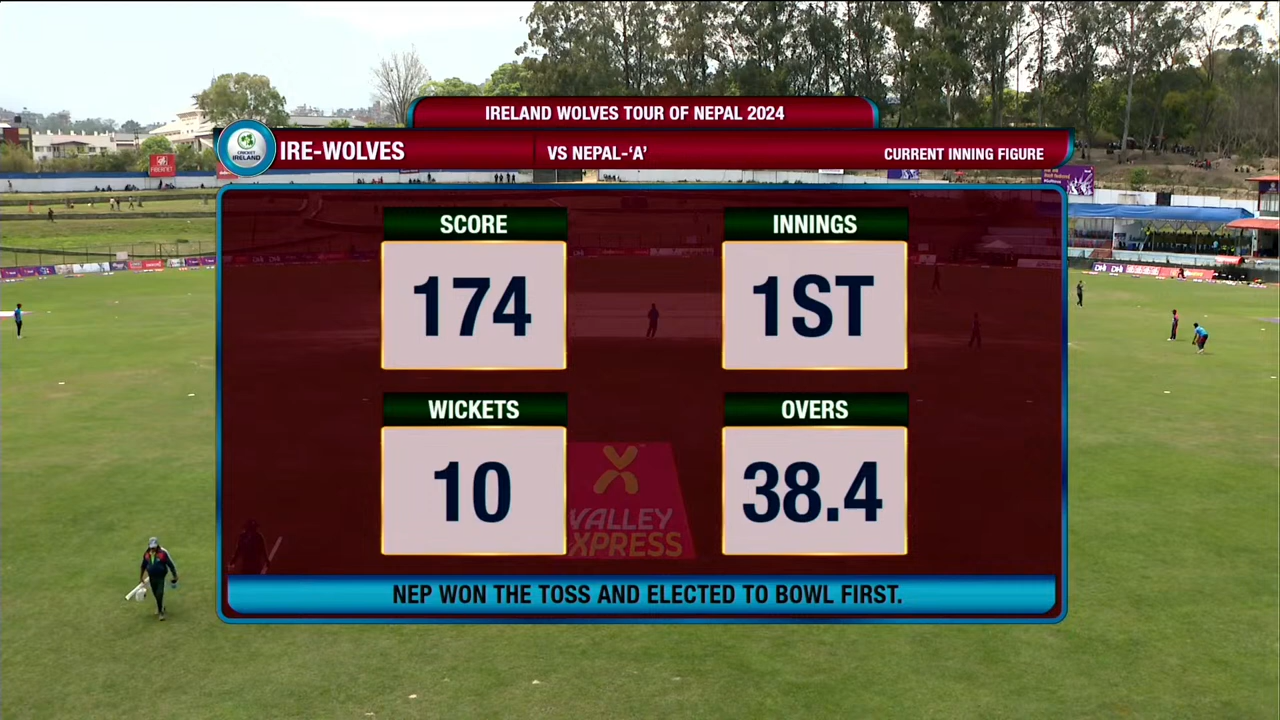 IRELAND WOLVES TOUR OF NEPAL 2024
CRICKET
IRELAND
IRE-WOLVES
VS NEPAL-‘A’
CURRENT INNING FIGURE
SCORE
174
INNINGS
1ST
WICKETS
10
OVERS
38.4
VALLEY
XPRESS
NEP WON THE TOSS AND ELECTED TO BOWL FIRST.